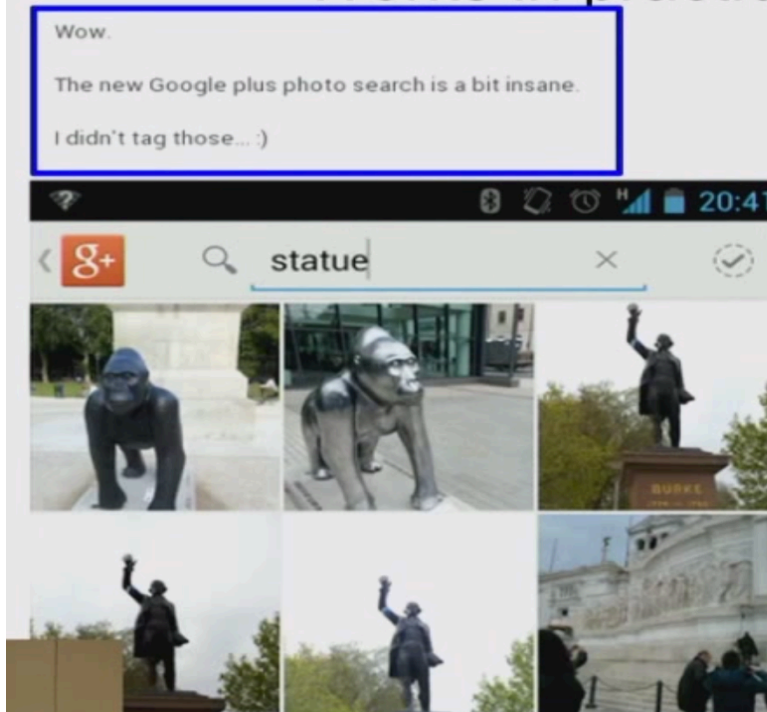 Wow.
The new Google plus photo search is a bit insane.
I didn't tag those... :)
H
20:41
g+
statue
BURKE